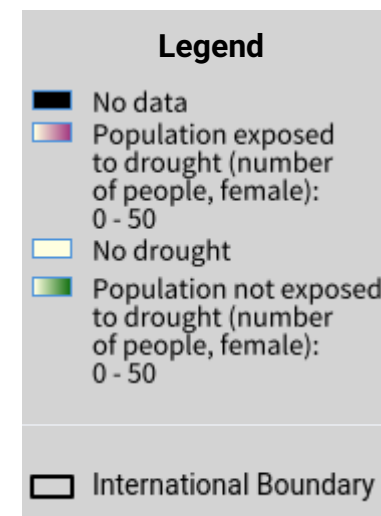 Legend
No data
Population exposed
to drought (number
of people, female):
0 - 50
No drought
Population not exposed
to drought (number
of people, female):
0 - 50
International Boundary